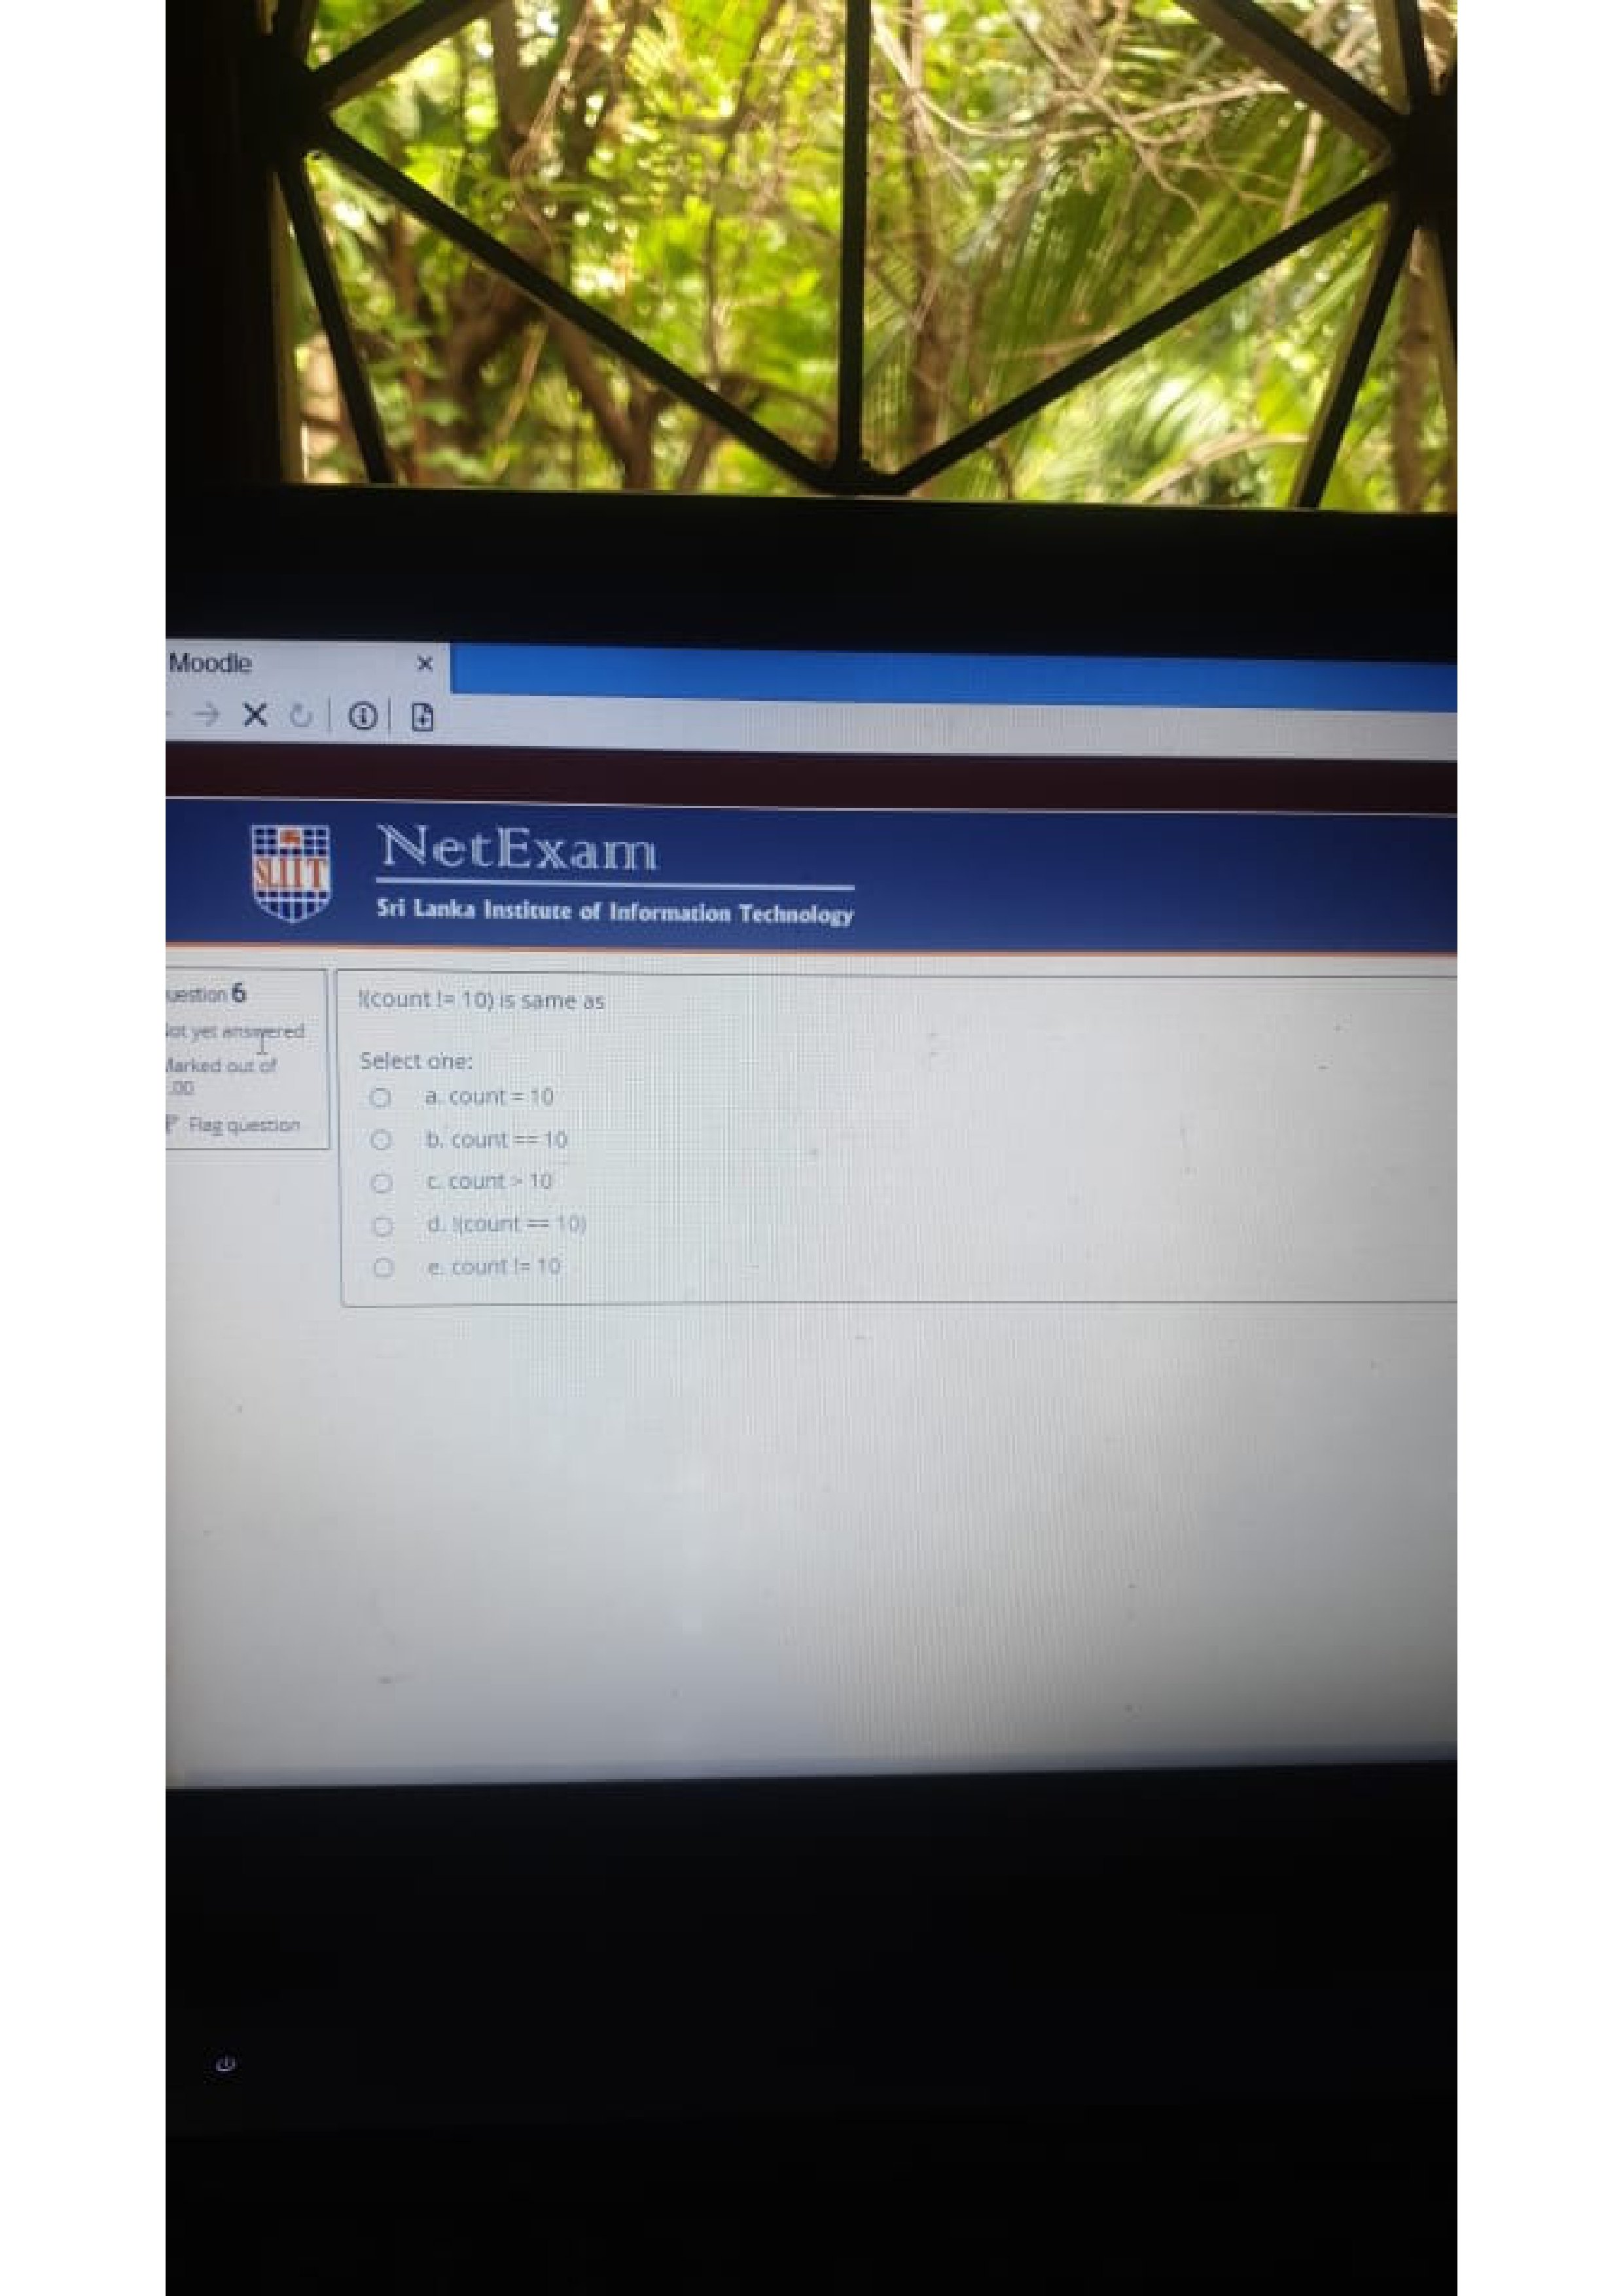 Moodle
NetExam
SLIIT
Sri Lanka Institute of Information Technology
uestion 6
ot yet answered
Marked out of
.00
Flag question
!(count != 10) is same as
Select one:
a. count = 10
b. count == 10
c. count > 10
d. !(count == 10)
e. count != 10